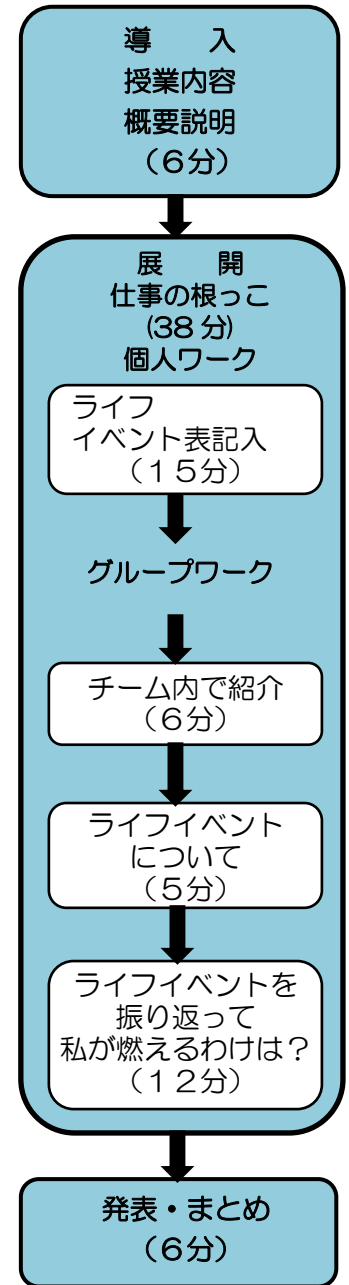 導　入
授業内容
概要説明
（６分）
展　開
仕事の根っこ
(38 分)
個人ワーク
ライフ
イベント表記入
（１５分）
グループワーク
チーム内で紹介
（６分）
ライフイベント
について
（５分）
ライフイベントを
振り返って
私が燃えるわけは？
（１２分）
発表・まとめ
（６分）